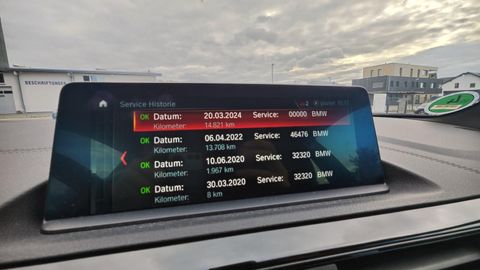 BESCHRIFTUNGEN
Service Historie
OK Datum: 20.03.2024 Service: 00000 BMW
Kilometer: 14.821 km
OK Datum: 06.04.2022 Service: 46476 BMW
Kilometer: 13.708 km
OK Datum: 10.06.2020 Service: 32320 BMW
Kilometer: 1.967 km
OK Datum: 30.03.2020 Service: 32320 BMW
Kilometer: 8 km